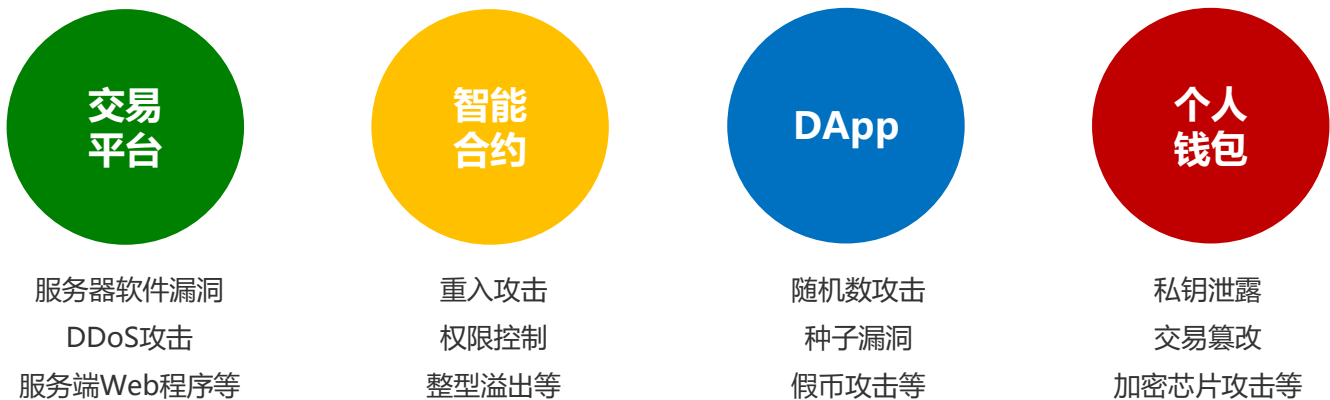 交易
平台
服务器软件漏洞
DDoS攻击
服务端Web程序等
智能
合约
重入攻击
权限控制
整型溢出等
DApp
随机数攻击
种子漏洞
假币攻击等
个人
钱包
私钥泄露
交易篡改
加密芯片攻击等